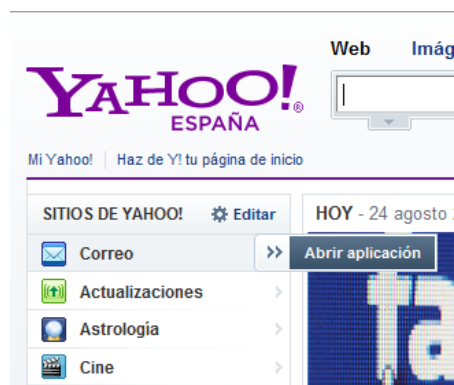 Web Imág
YAHOO!®
ESPAÑA
Mi Yahoo! Haz de Y! tu página de inicio
SITIOS DE YAHOO! Editar
HOY - 24 agosto
Correo
Abrir aplicación
Actualizaciones
Astrología
Cine